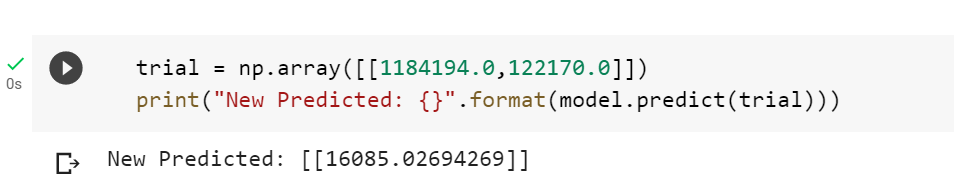 trial = np.array([[1184194.0,122170.0]])
0s
print("New Predicted: {}".format(model.predict(trial)))
New Predicted: [[16085.02694269]]